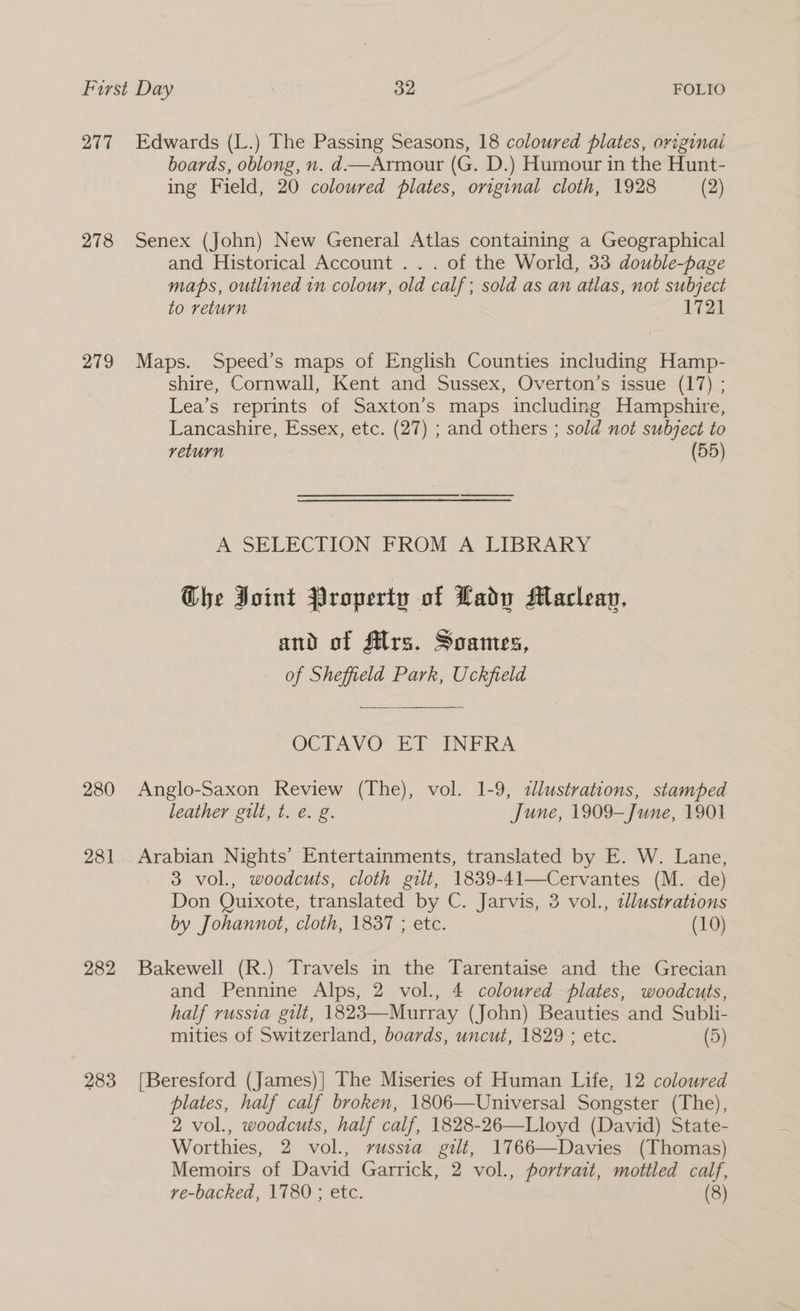 First Day 32 FOLIO
277 Edwards (L.) The Passing Seasons, 18 coloured plates, original
boards, oblong, n. d.—Armour (G. D.) Humour in the Hunt-
ing Field, 20 coloured plates, original cloth, 1928 (2)
278 Senex (John) New General Atlas containing a Geographical
and Historical Account . . . of the World, 33 double-page
maps, outlined in colour, old calf; sold as an atlas, not subject
to return 1721
279 Maps. Speed's maps of English Counties including Hamp-
shire, Cornwall, Kent and Sussex, Overton's issue (17) ;
Lea's reprints of Saxton's maps including Hampshire,
Lancashire, Essex, etc. (27) ; and others ; sold not subject to
return (55)
A SELECTION FROM A LIBRARY
The Joint Property of Lady Maclean,
and of Mrs. Soames,
of Sheffield Park, Uckfield
OCTAVO ET INFRA
280 Anglo-Saxon Review (The), vol. 1-9, illustrations, stamped
leather gilt, t. e. g. June, 1909–June, 1901
281 Arabian Nights' Entertainments, translated by E. W. Lane,
3 vol., woodcuts, cloth gilt, 1839-41—Cervantes (M. de)
Don Quixote, translated by C. Jarvis, 3 vol., illustrations
by Johannot, cloth, 1837 ; etc. (10)
282 Bakewell (R.) Travels in the Tarentaise and the Grecian
and Pennine Alps, 2 vol., 4 coloured plates, woodcuts,
half russia gilt, 1823—Murray (John) Beauties and Subli-
mities of Switzerland, boards, uncut, 1829 ; etc. (5)
283 [Beresford (James)] The Miseries of Human Life, 12 coloured
plates, half calf broken, 1806—Universal Songster (The),
2 vol., woodcuts, half calf, 1828-26—Lloyd (David) State-
Worthies, 2 vol., russia gilt, 1766—Davies (Thomas)
Memoirs of David Garrick, 2 vol., portrait, mottled calf,
re-backed, 1780 ; etc. (8)